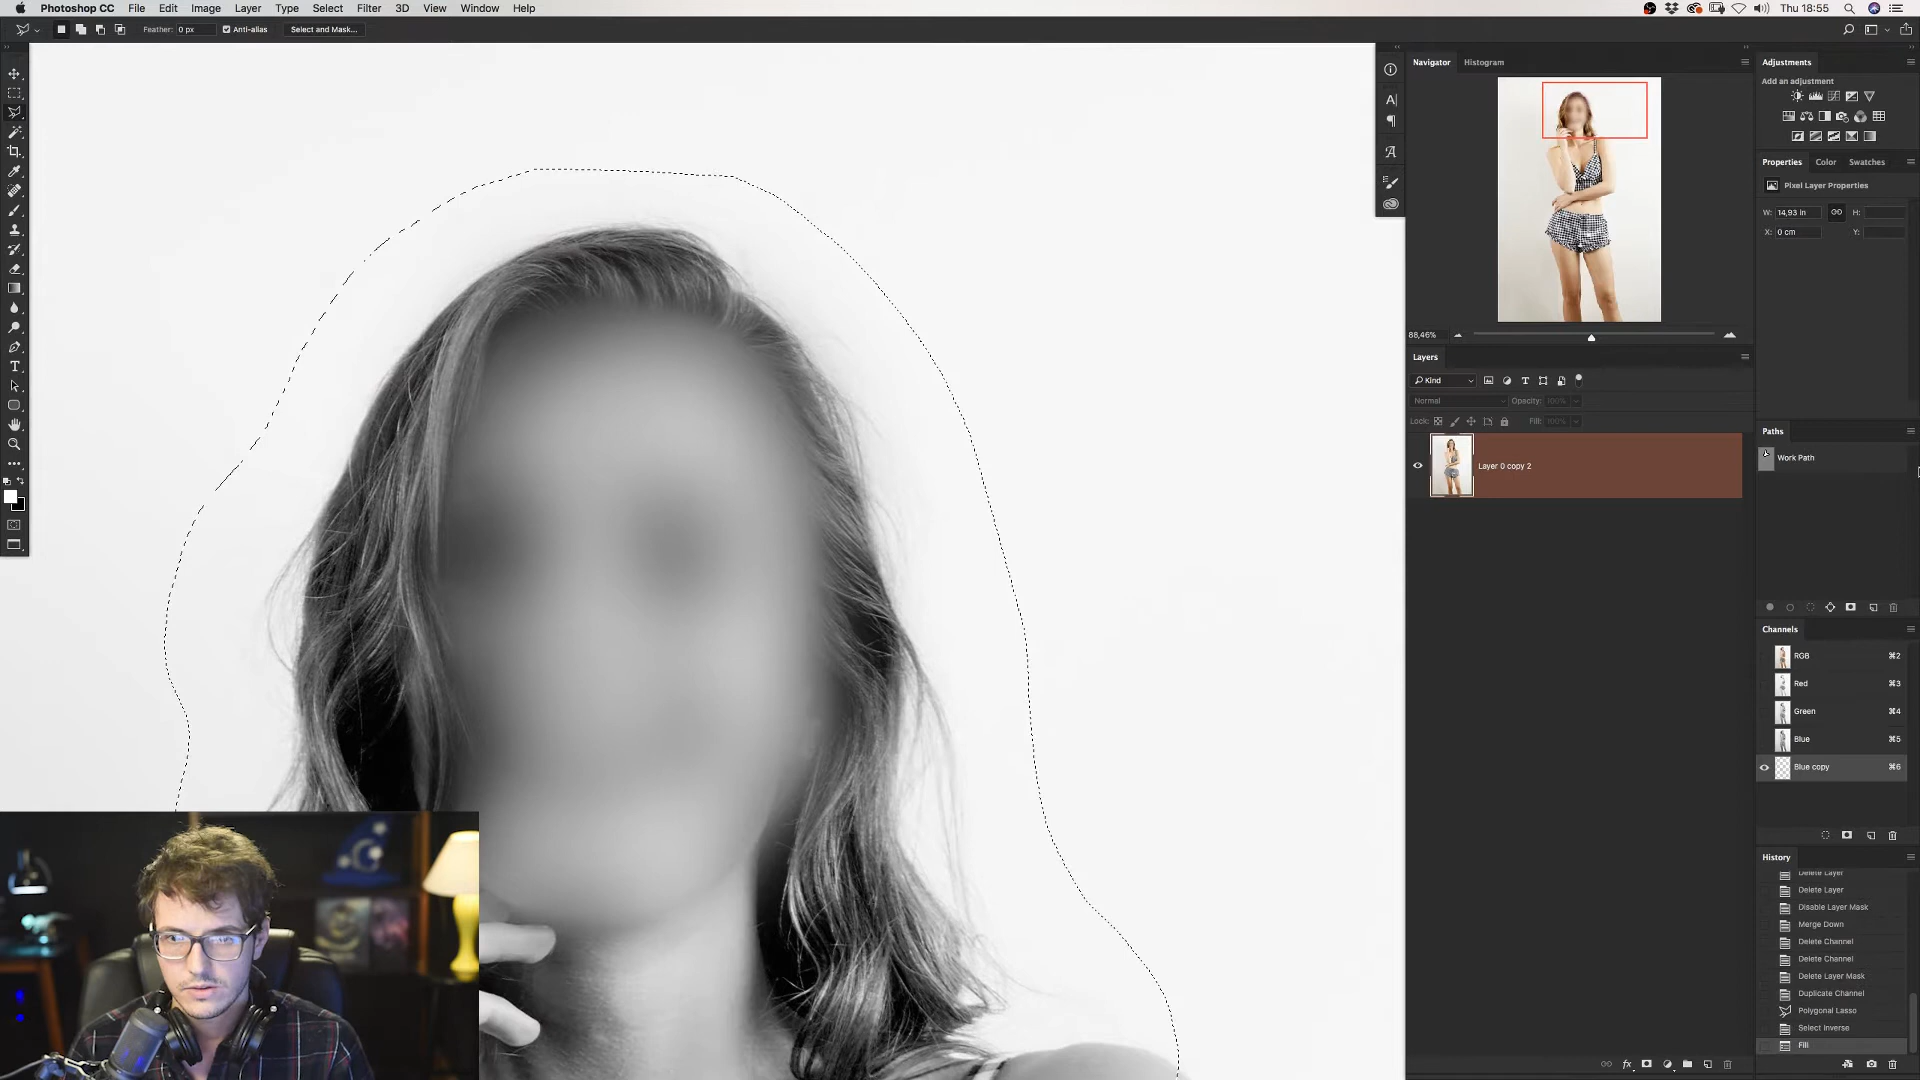 Photoshop CC File Edit Image Layer Type Select Filter 3D View Window Help Thu 18:55
Feather: 0 px Anti-alias Select and Mask...
Navigator Histogram
88,46%
Layers
Kind
Normal Opacity: 100%
Lock: Fill: 100%
Layer 0 copy 2
Adjustments
Add an adjustment
Properties Color Swatches
Pixel Layer Properties
W: 14,93 in H:
X: 0 cm Y:
Paths
Work Path
Channels
RGB ⌘2
Red ⌘3
Green ⌘4
Blue ⌘5
Blue copy ⌘6
History
Delete Layer
Delete Layer
Disable Layer Mask
Merge Down
Delete Channel
Delete Channel
Delete Layer Mask
Duplicate Channel
Polygonal Lasso
Select Inverse
Fill